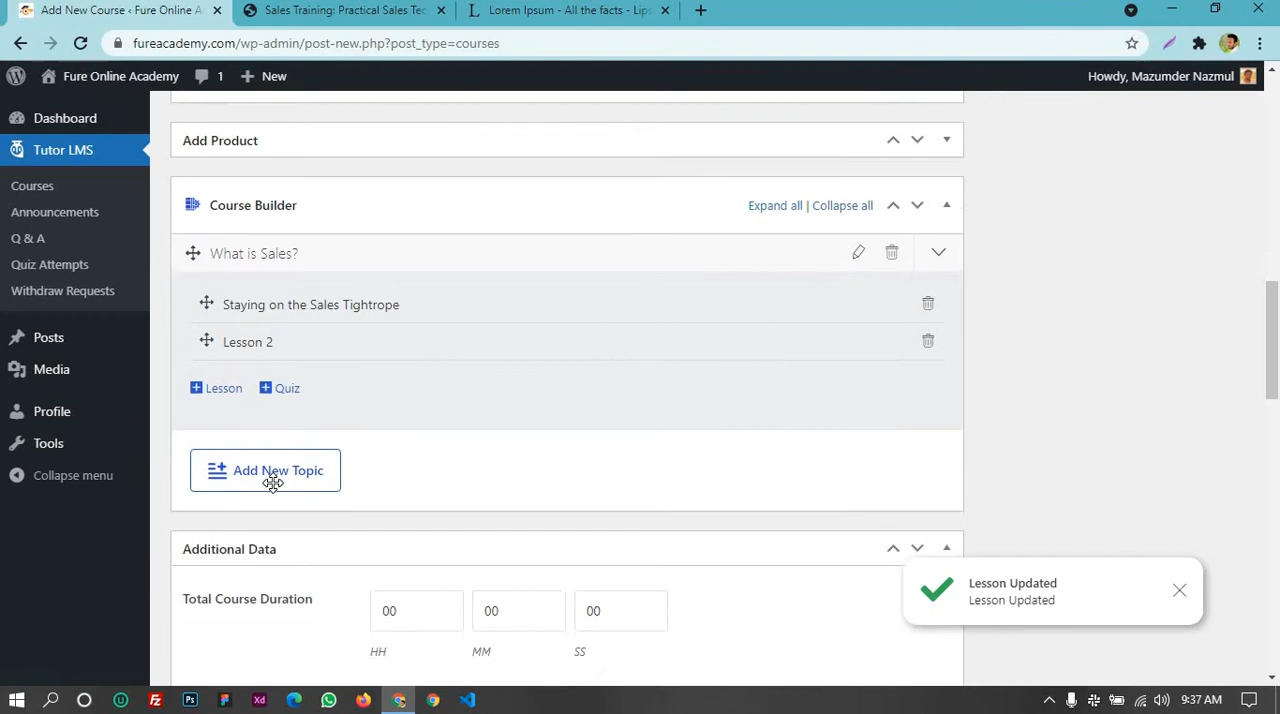 Add New Course ‹ Fure Online A
Sales Training: Practical Sales Tec
Lorem Ipsum - All the facts - Lips
fureacademy.com/wp-admin/post-new.php?post_type=courses
Fure Online Academy
1
New
Howdy, Mazumder Nazmul
Dashboard
Tutor LMS
Courses
Announcements
Q & A
Quiz Attempts
Withdraw Requests
Posts
Media
Profile
Tools
Collapse menu
Add Product
Course Builder
Expand all | Collapse all
What is Sales?
Staying on the Sales Tightrope
Lesson 2
Lesson
Quiz
Add New Topic
Additional Data
Total Course Duration
00
00
00
HH
MM
SS
Lesson Updated
Lesson Updated
9:37 AM